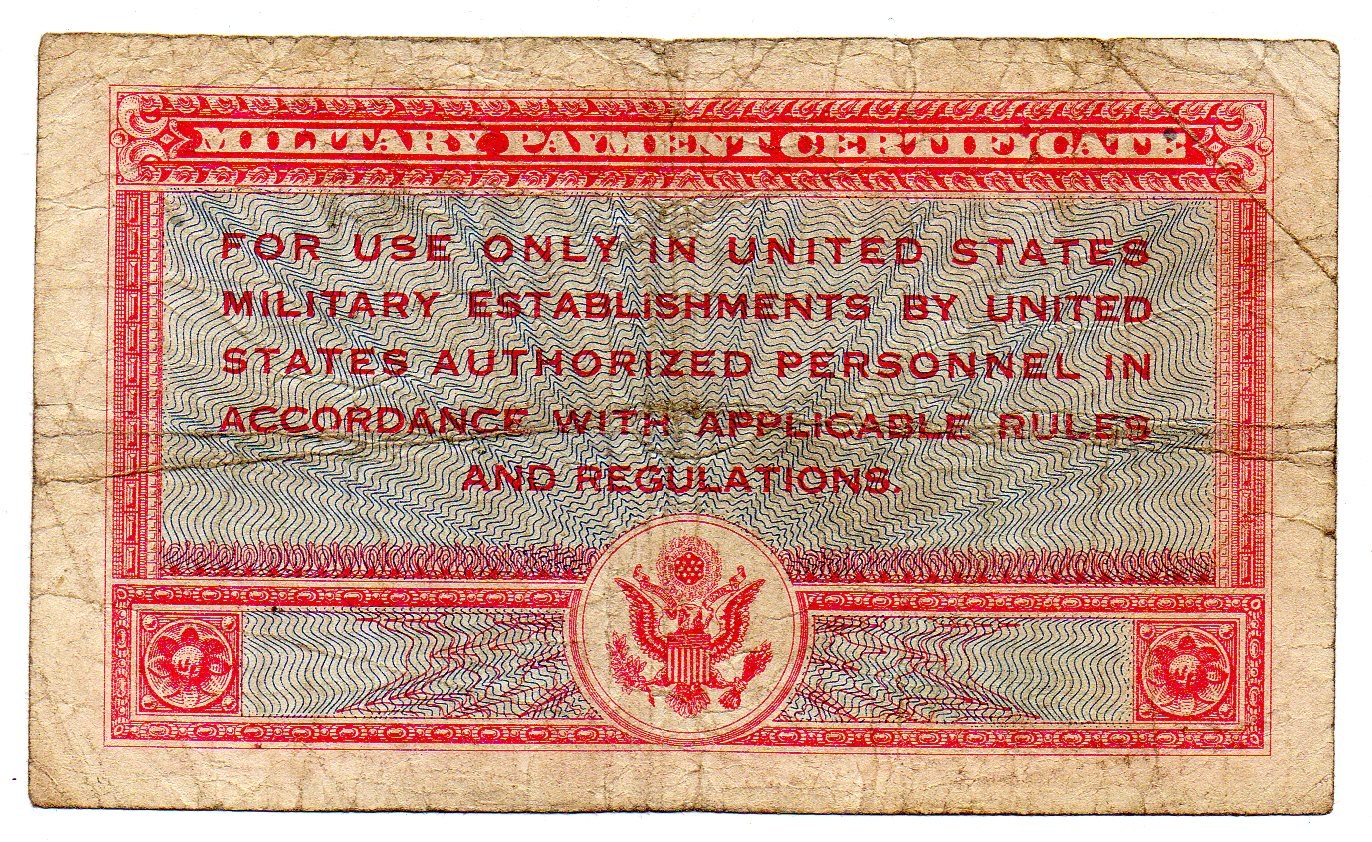 MILITARY PAYMENT CERTIFICATE
FOR USE ONLY IN UNITED STATES
MILITARY ESTABLISHMENTS BY UNITED
STATES AUTHORIZED PERSONNEL IN
ACCORDANCE WITH APPLICABLE RULES
AND REGULATIONS.